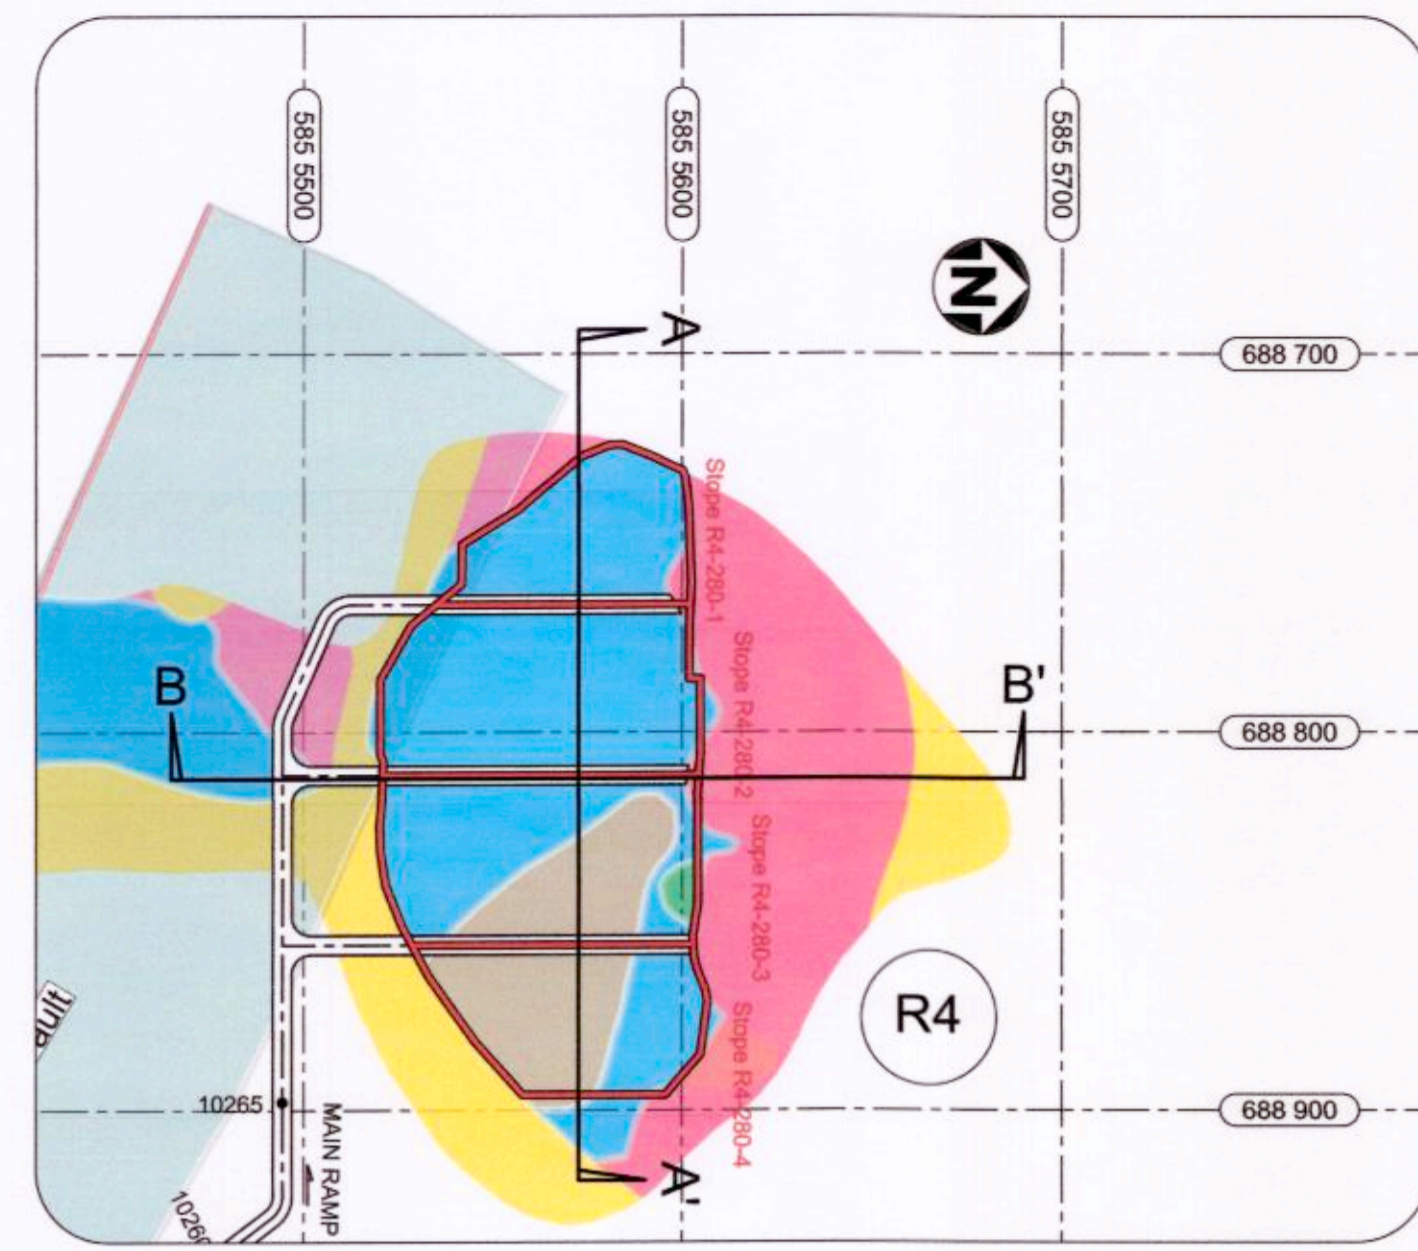 585 5500
585 5600
585 5700
N
A
688 700
Stope R4-280-1
Stope R4-280-2
B
B'
688 800
Stope R4-280-3
R4
Stope R4-280-4
ault
10265
688 900
MAIN RAMP
A'